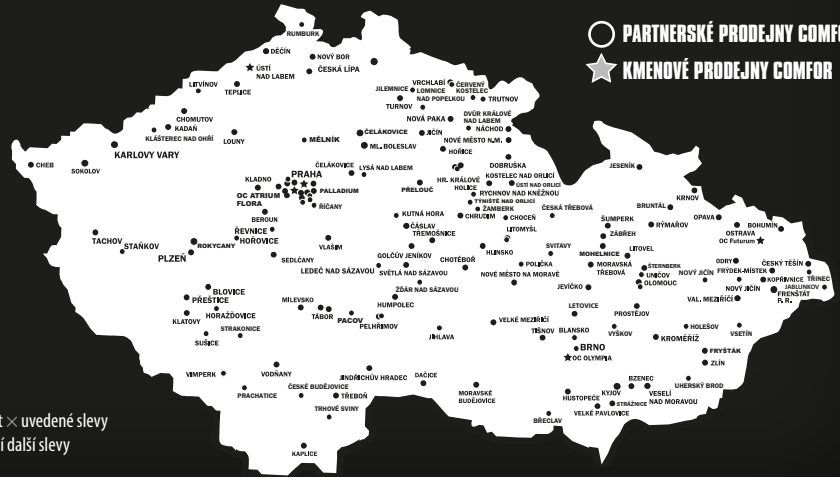 PARTNERSKÉ PRODEJNY COMFO
KMENOVÉ PRODEJNY COMFOR
RUMBURK
DĚČÍN
NOVÝ BOR
ÚSTÍ
NAD LABEM
ČESKÁ LÍPA
LITVÍNOV
TEPLICE
VRCHLABÍ
ČERVENÝ
KOSTELEC
JILEMNICE
LOMNICE
NAD POPELKOU
TRUTNOV
TURNOV
CHOMUTOV
KADAŇ
KLÁŠTEREC NAD OHŘÍ
LOUNY
MĚLNÍK
NOVÁ PAKA
DVŮR KRÁLOVÉ
NAD LABEM
ČELÁKOVICE
JIČÍN
NÁCHOD
ML. BOLESLAV
NOVÉ MĚSTO N.M.
HOŘICE
KARLOVY VARY
CHEB
SOKOLOV
DOBRUŠKA
JESENÍK
ČELÁKOVICE
LYSÁ NAD LABEM
KLADNO
PRAHA
HR. KRÁLOVÉ
KOSTELEC NAD ORLICÍ
HOLICE
ÚSTÍ NAD ORLICÍ
OC ATRIUM
FLORA
PALLADIUM
PŘELOUČ
RYCHNOV NAD KNĚŽNOU
KRNOV
ŘÍČANY
TÝNIŠTĚ NAD ORLICÍ
ŽAMBERK
BRUNTÁL
BEROUN
KUTNÁ HORA
CHRUDIM
CHOCEŇ
ČESKÁ TŘEBOVÁ
OPAVA
ŘEVNICE
HOŘOVICE
ČÁSLAV
TŘEMOŠNICE
LITOMYŠL
ŠUMPERK
ZÁBŘEH
RÝMAŘOV
BOHUMÍN
OSTRAVA
OC Futurum
TACHOV
STAŇKOV
ROKYCANY
PLZEŇ
VLAŠIM
SEDLČANY
GOLČŮV JENÍKOV
HLINSKO
SVITAVY
MOHELNICE
LITOVEL
LEDEČ NAD SÁZAVOU
SVĚTLÁ NAD SÁZAVOU
CHOTĚBOŘ
POLIČKA
MORAVSKÁ
TŘEBOVÁ
ŠTERNBERK
UNIČOV
OLOMOUC
ODRY
ČESKÝ TĚŠÍN
NOVÝ JIČÍN
FRÝDEK-MÍSTEK
TŘINEC
NOVÉ MĚSTO NA MORAVĚ
KOPŘIVNICE
JABLUNKOV
ŽĎÁR NAD SÁZAVOU
JEVÍČKO
NOVÝ JIČÍN
FRENŠTÁT
P. R.
BLOVICE
PŘEŠTICE
VAL. MEZIŘÍČÍ
MILEVSKO
HUMPOLEC
HORAŽĎOVICE
TÁBOR
PACOV
LETOVICE
PROSTĚJOV
KLATOVY
PELHŘIMOV
VELKÉ MEZIŘÍČÍ
STRAKONICE
JIHLAVA
TIŠNOV
BLANSKO
VYŠKOV
HOLEŠOV
VSETÍN
SUŠICE
KROMĚŘÍŽ
BRNO
OC OLYMPIA
FRYŠTÁK
ZLÍN
VIMPERK
VODŇANY
JINDŘICHŮV HRADEC
DAČICE
BZENEC
UHERSKÝ BROD
PRACHATICE
ČESKÉ BUDĚJOVICE
TŘEBOŇ
MORAVSKÉ
BUDĚJOVICE
HUSTOPEČE
KYJOV
VESELÍ
NAD MORAVOU
STRÁŽNICE
TRHOVÉ SVINY
VELKÉ PAVLOVICE
BŘECLAV
t × uvedené slevy
í další slevy
KAPLICE